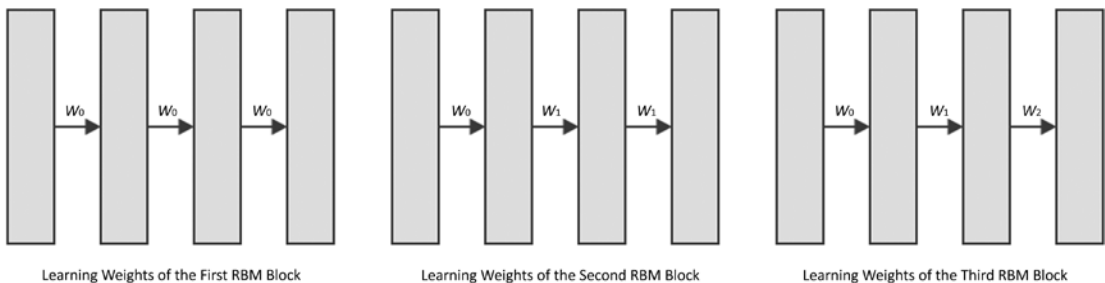 W₀ W₀ W₀
W₀ W₁ W₁
W₀ W₁ W₂
Learning Weights of the First RBM Block
Learning Weights of the Second RBM Block
Learning Weights of the Third RBM Block